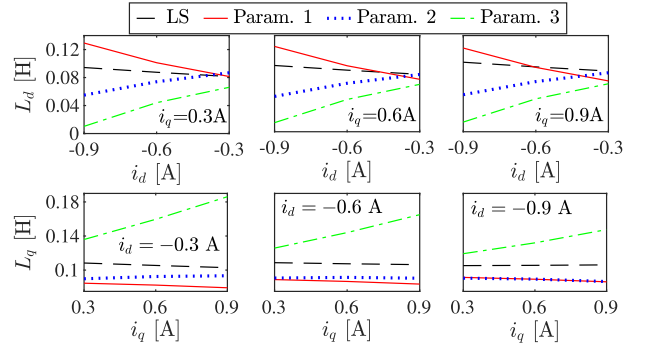 LS Param. 1 Param. 2 Param. 3
L_d [H]
0.12
0.08
0.04
0
i_q=0.3A
i_q=0.6A
i_q=0.9A
-0.9 -0.6 -0.3 -0.9 -0.6 -0.3 -0.9 -0.6 -0.3
i_d [A] i_d [A] i_d [A]
L_q [H]
0.18
0.14
0.1
i_d = −0.3 A
i_d = −0.6 A
i_d = −0.9 A
0.3 0.6 0.9 0.3 0.6 0.9 0.3 0.6 0.9
i_q [A] i_q [A] i_q [A]